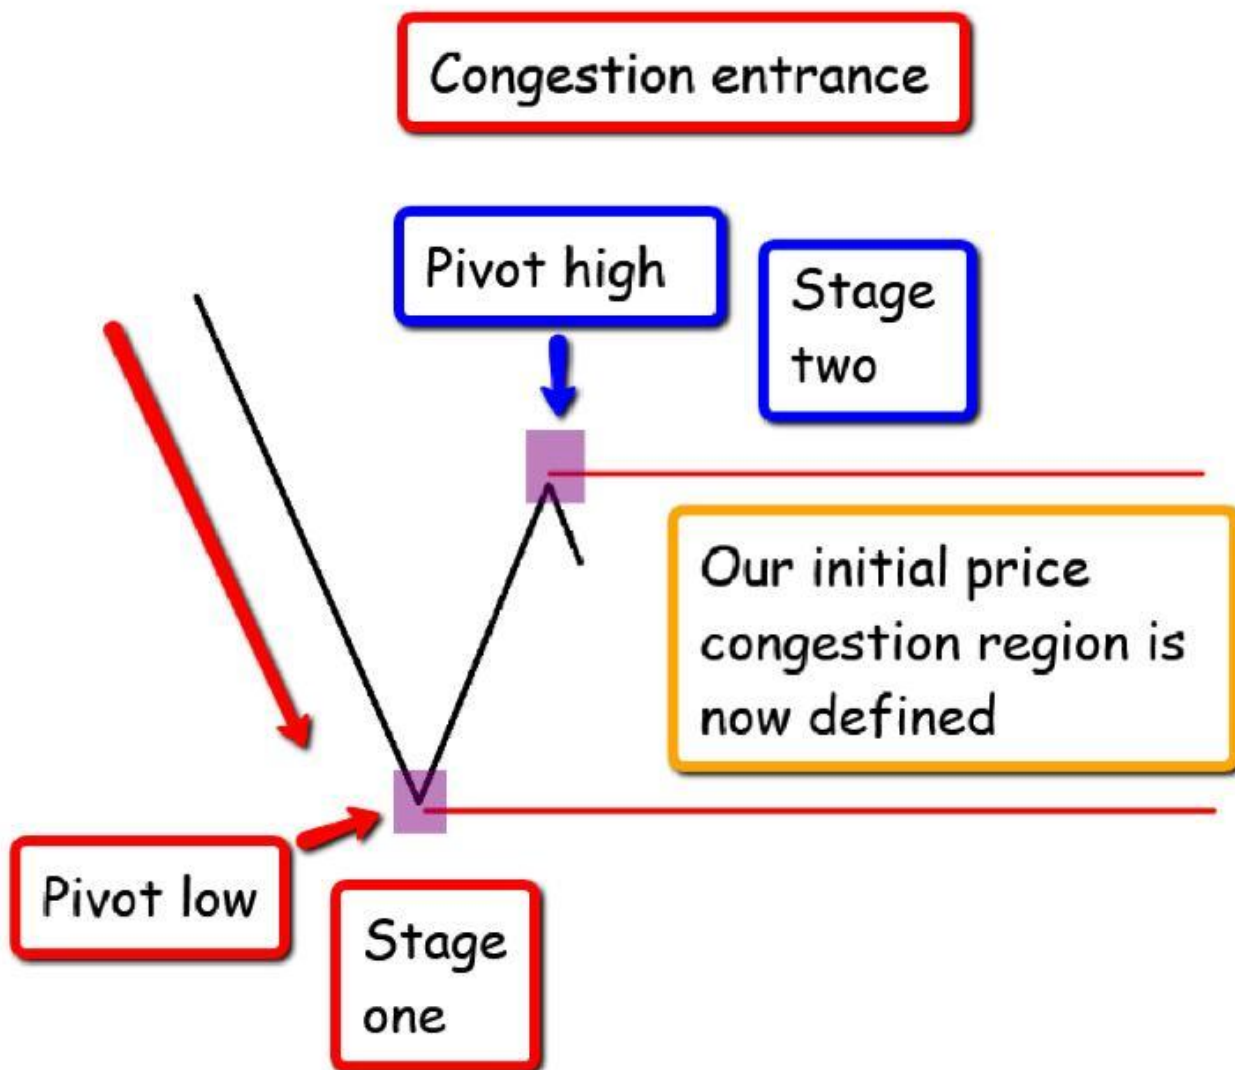 Congestion entrance
Pivot high
Stage
two
Our initial price
congestion region is
now defined
Pivot low
Stage
one